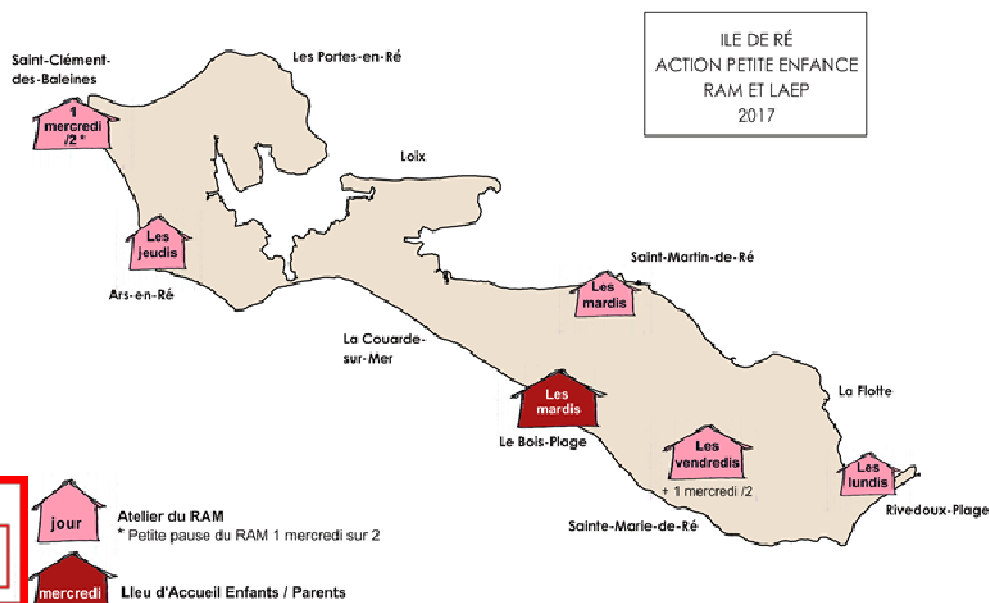 ILE DE RÉ
ACTION PETITE ENFANCE
RAM ET LAEP
2017
Saint-Clément-
des-Baleines
Les Portes-en-Ré
1
mercredi
/2 *
Loix
Les
jeudis
Ars-en-Ré
Saint-Martin-de-Ré
Les
mardis
La Couarde-
sur-Mer
Les
mardis
Le Bois-Plage
La Flotte
Les
vendredis
+ 1 mercredi /2
Les
lundis
Rivedoux-Plage
Sainte-Marie-de-Ré
jour
Atelier du RAM
* Petite pause du RAM 1 mercredi sur 2
mercredi
Lieu d'Accueil Enfants / Parents